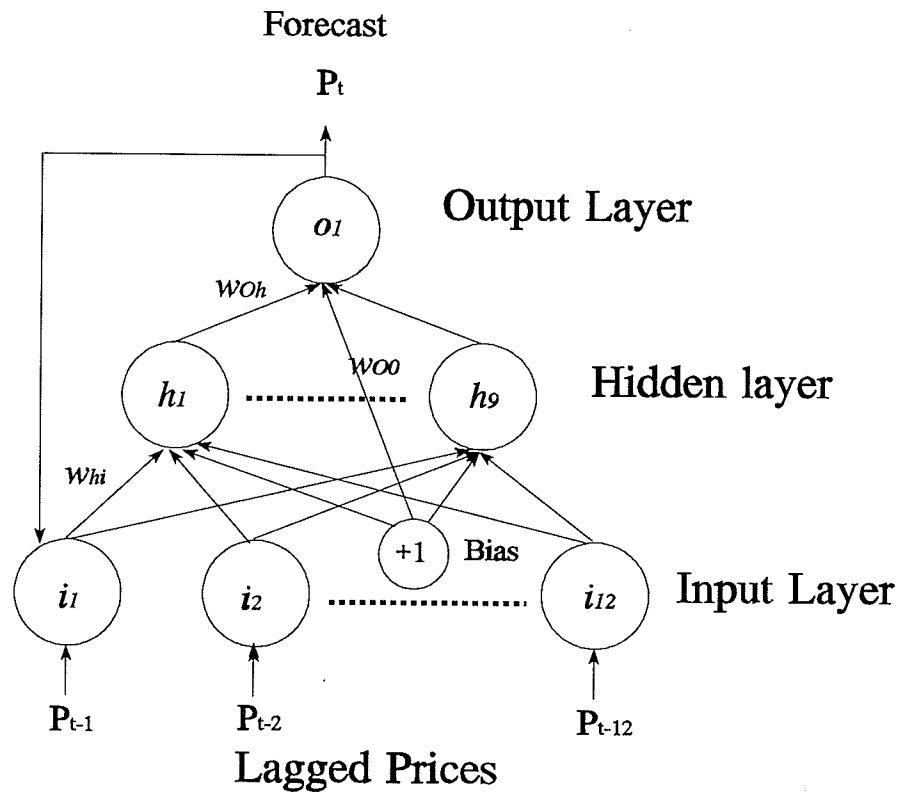 Forecast
Pt
o1
Output Layer
wOh
wO0
h1
h9
Hidden layer
whi
+1
Bias
i1
i2
i12
Input Layer
Pt-1
Pt-2
Pt-12
Lagged Prices